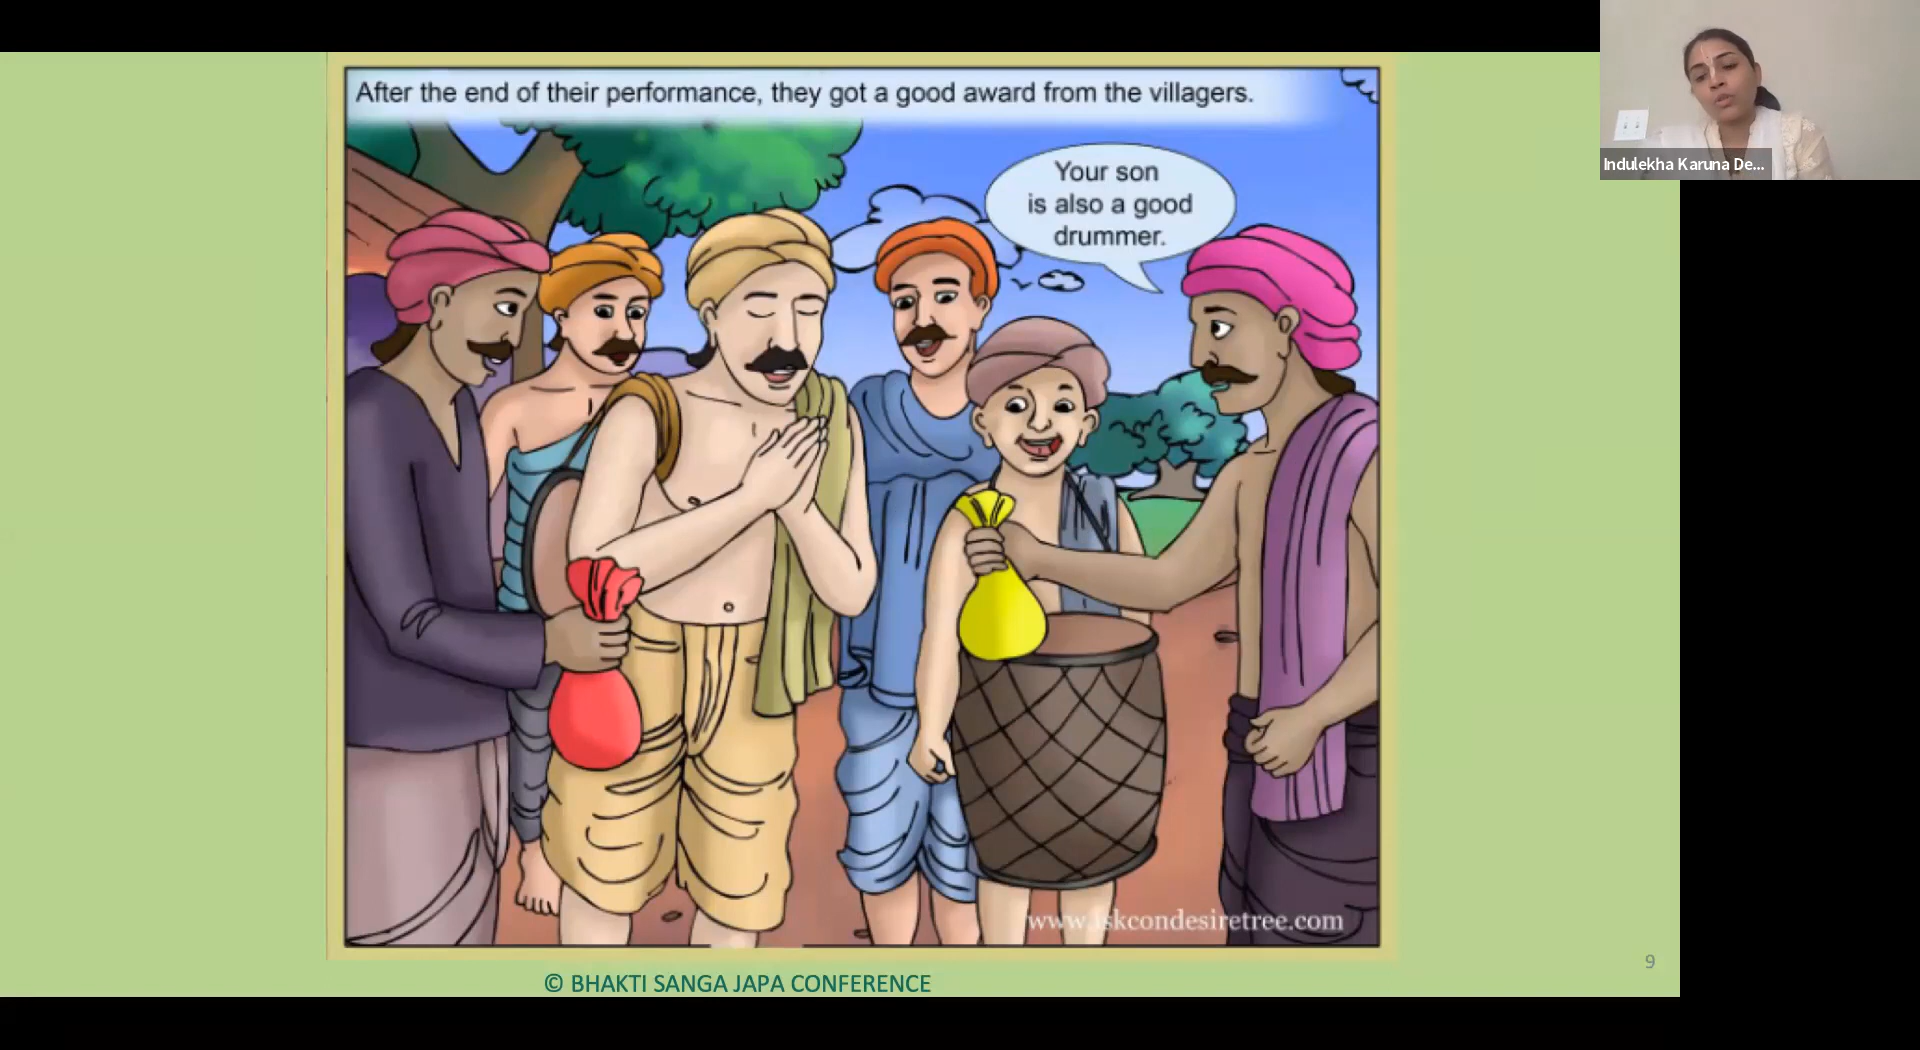 After the end of their performance, they got a good award from the villagers.
Your son
is also a good
drummer.
www.iskcondesiretree.com
© BHAKTI SANGA JAPA CONFERENCE
9
Indulekha Karuna De...